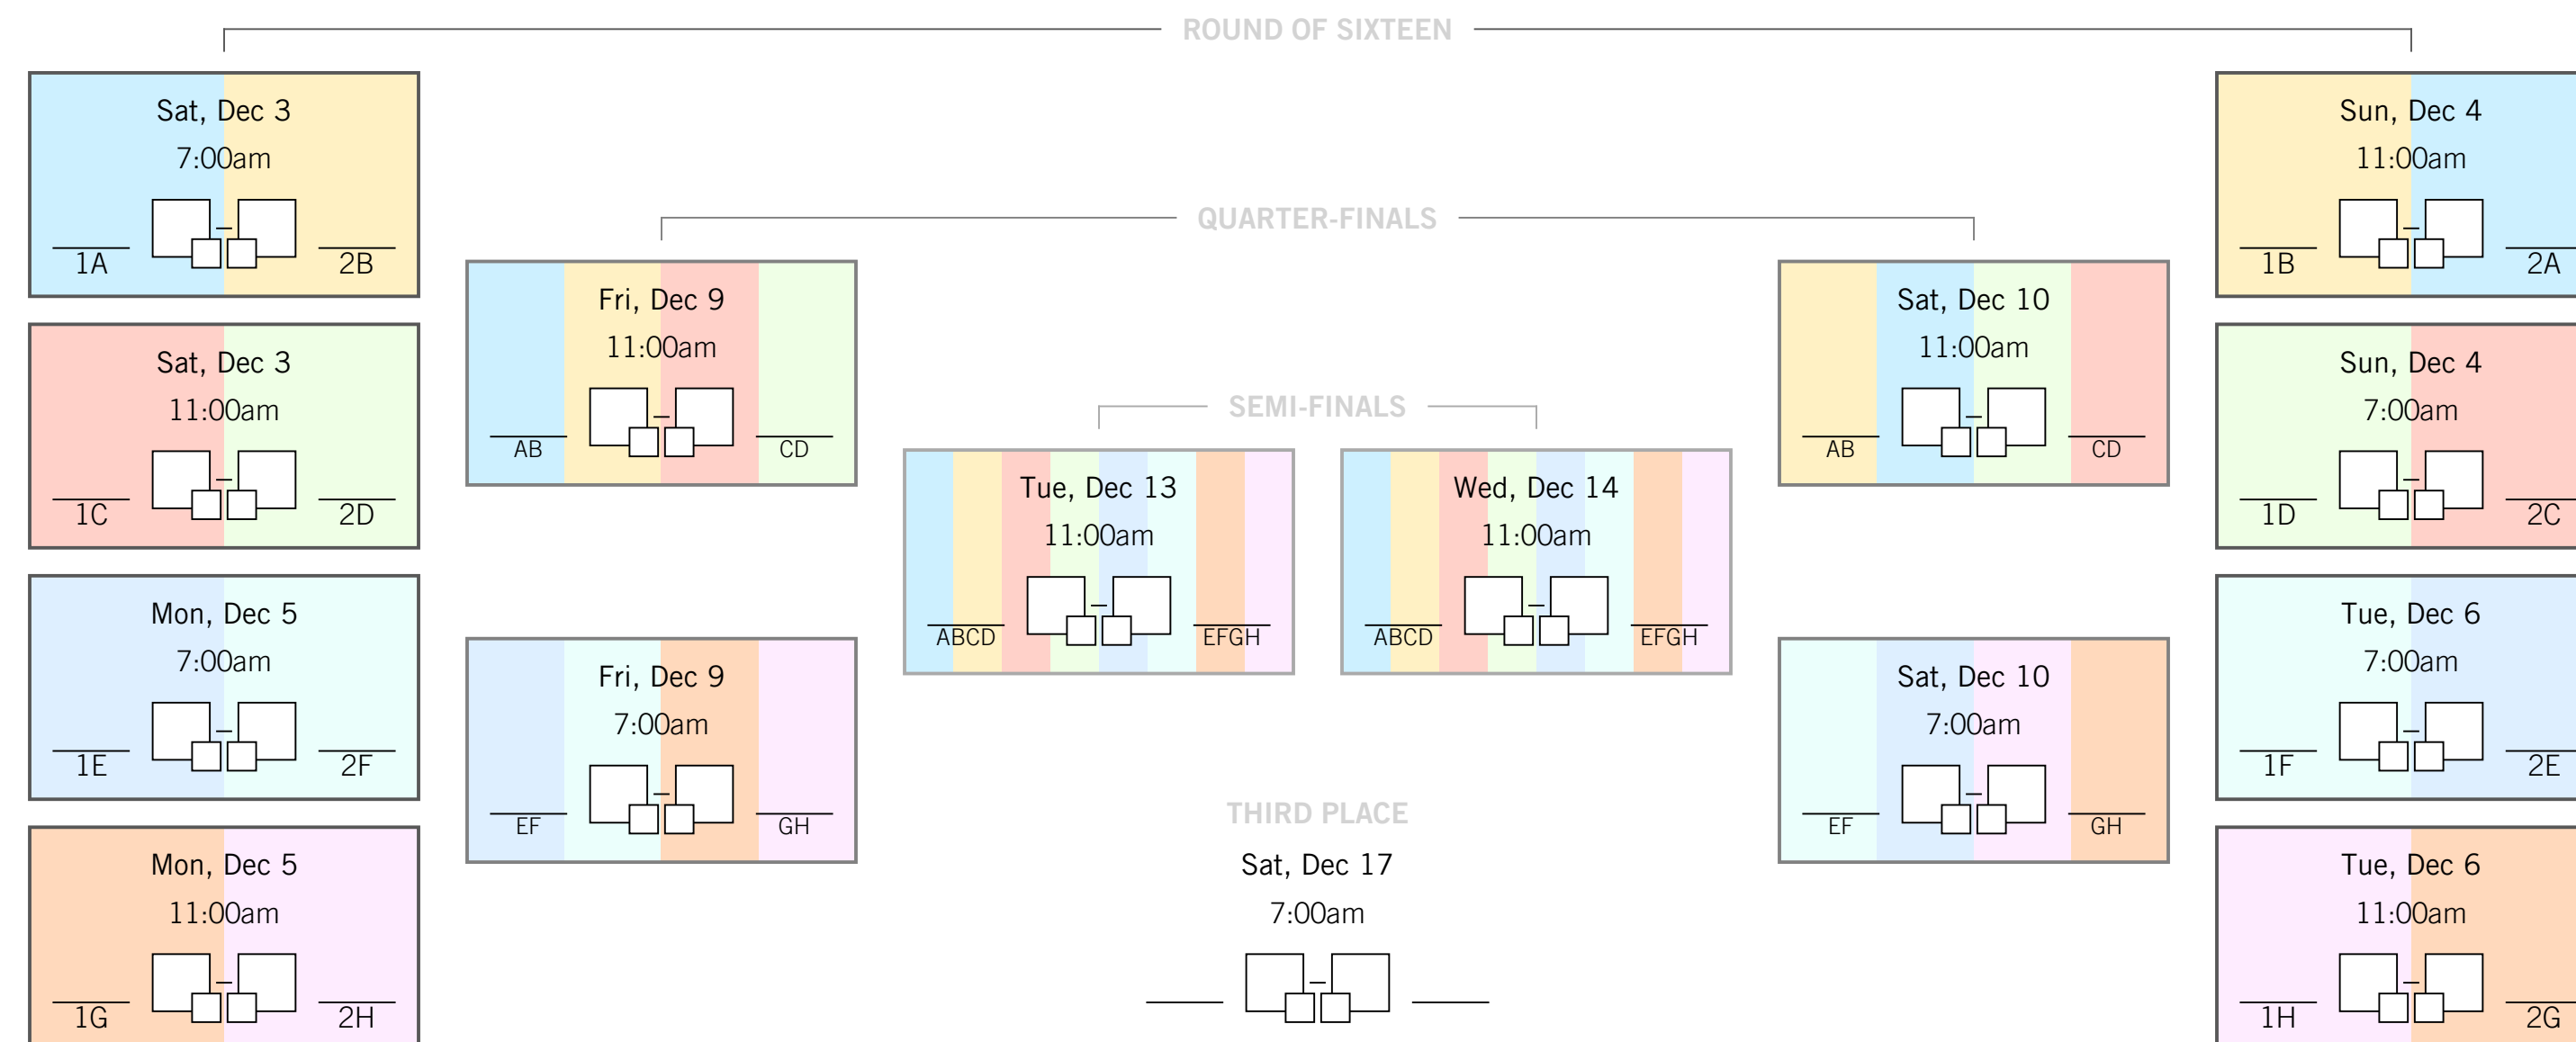 ROUND OF SIXTEEN
Sat, Dec 3
7:00am
1A – 2B
Sat, Dec 3
11:00am
1C – 2D
Mon, Dec 5
7:00am
1E – 2F
Mon, Dec 5
11:00am
1G – 2H
QUARTER-FINALS
Fri, Dec 9
11:00am
AB – CD
Fri, Dec 9
7:00am
EF – GH
SEMI-FINALS
Tue, Dec 13
11:00am
ABCD – EFGH
Wed, Dec 14
11:00am
ABCD – EFGH
THIRD PLACE
Sat, Dec 17
7:00am
–
Sat, Dec 10
11:00am
AB – CD
Sat, Dec 10
7:00am
EF – GH
Sun, Dec 4
11:00am
1B – 2A
Sun, Dec 4
7:00am
1D – 2C
Tue, Dec 6
7:00am
1F – 2E
Tue, Dec 6
11:00am
1H – 2G